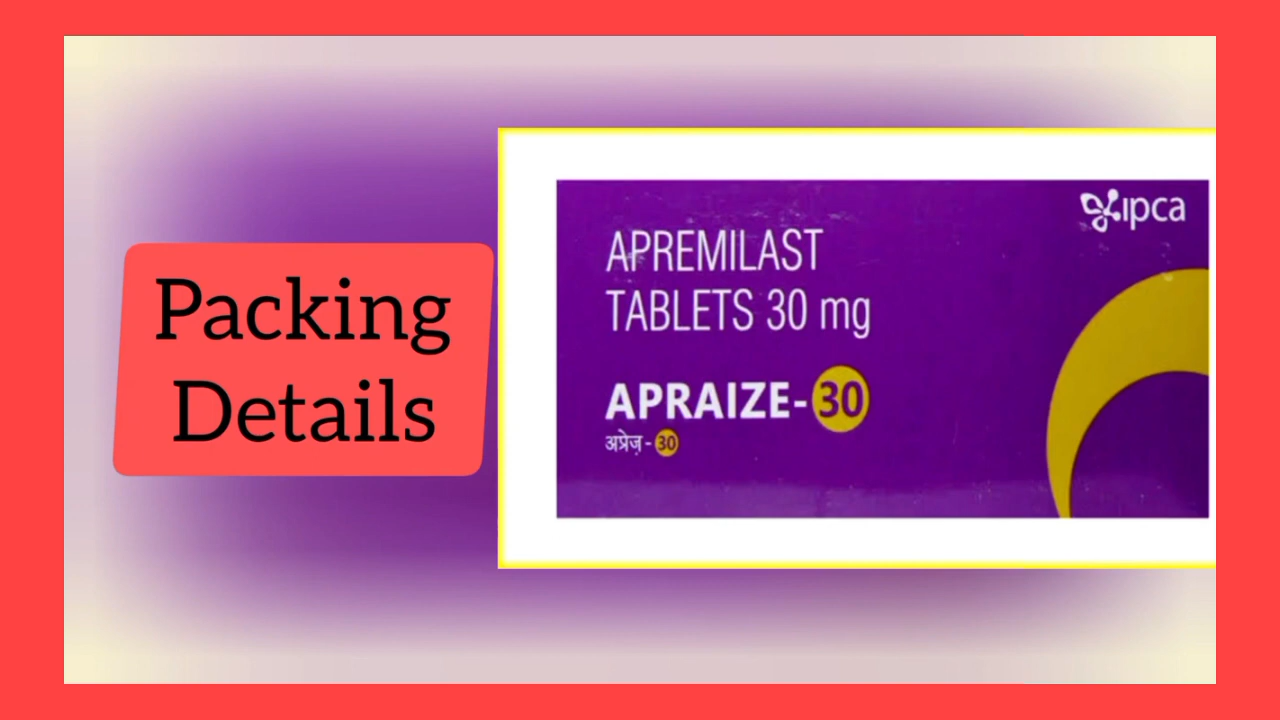 Packing
Details
ipca
APREMILAST
TABLETS 30 mg
APRAIZE-30
अप्रेज़ - 30